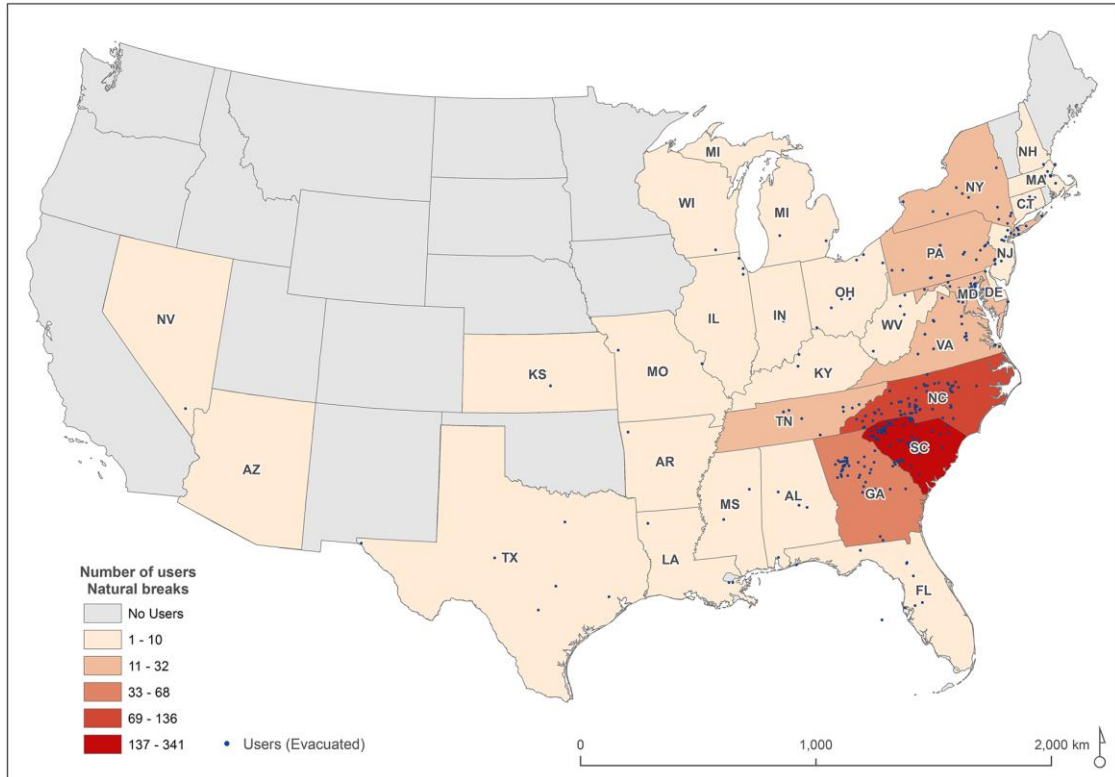 NH
MI
MA
NY
WI
CT
MI
PA
NJ
OH
MD
DE
IL
IN
WV
NV
VA
KS
MO
KY
NC
TN
SC
AZ
AR
GA
MS
AL
TX
LA
FL
Number of users
Natural breaks
No Users
1 - 10
11 - 32
33 - 68
69 - 136
137 - 341
Users (Evacuated)
0
1,000
2,000 km